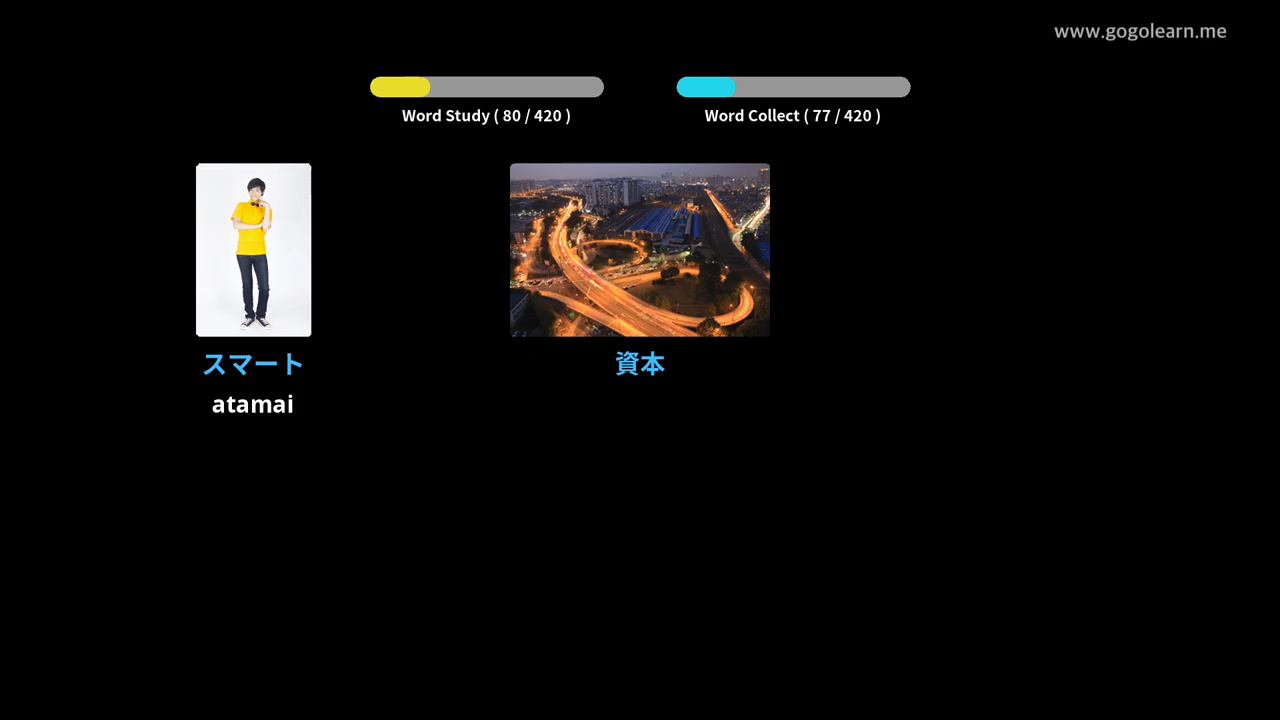 www.gogolearn.me
Word Study ( 80 / 420 )
Word Collect ( 77 / 420 )
スマート
資本
atamai